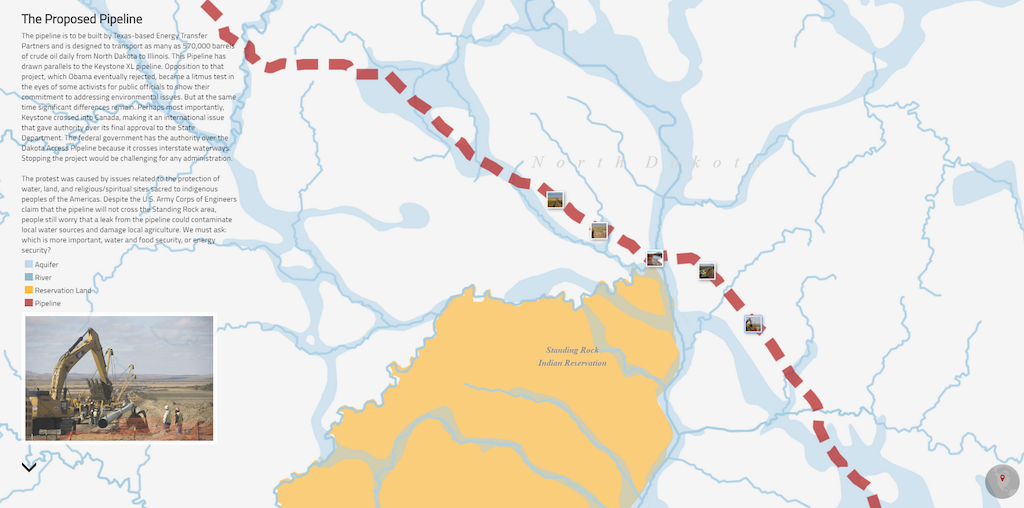 The Proposed Pipeline
The pipeline is to be built by Texas-based Energy Transfer
Partners and is designed to transport as many as 570,000 barrels
of crude oil daily from North Dakota to Illinois. This Pipeline has
drawn parallels to the Keystone XL pipeline. Opposition to that
project, which Obama eventually rejected, became a litmus test in
the eyes of some activists for public officials to show their
commitment to addressing environmental issues. But at the same
time significant differences remain. Perhaps most importantly,
Keystone crossed into Canada, making it an international issue
that gave authority over its final approval to the State
Department. The federal government has the authority over the
Dakota Access Pipeline because it crosses interstate waterways.
Stopping the project would be challenging for any administration.
The protest was caused by issues related to the protection of
water, land, and religious/spiritual sites sacred to indigenous
peoples of the Americas. Despite the U.S. Army Corps of Engineers
claim that the pipeline will not cross the Standing Rock area,
people still worry that a leak from the pipeline could contaminate
local water sources and damage local agriculture. We must ask:
which is more important, water and food security, or energy
security?
Aquifer
River
Reservation Land
Pipeline
North Dakota
Standing Rock
Indian Reservation